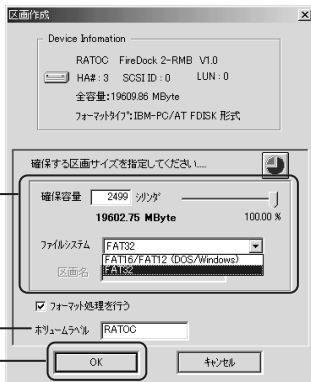 区画作成
Device Infomation
RATOC FireDock 2-RMB V1.0
HA#: 3 SCSI ID : 0 LUN : 0
全容量:19609.86 MByte
フォーマットタイプ:IBM-PC/AT FDISK 形式
確保する区画サイズを指定してください....
確保容量 2499 シリンダ
19602.75 MByte 100.00 %
ファイルシステム FAT32
FAT16/FAT12 (DOS/Windows)
区画名 FAT32
フォーマット処理を行う
ボリュームラベル RATOC
OK キャンセル